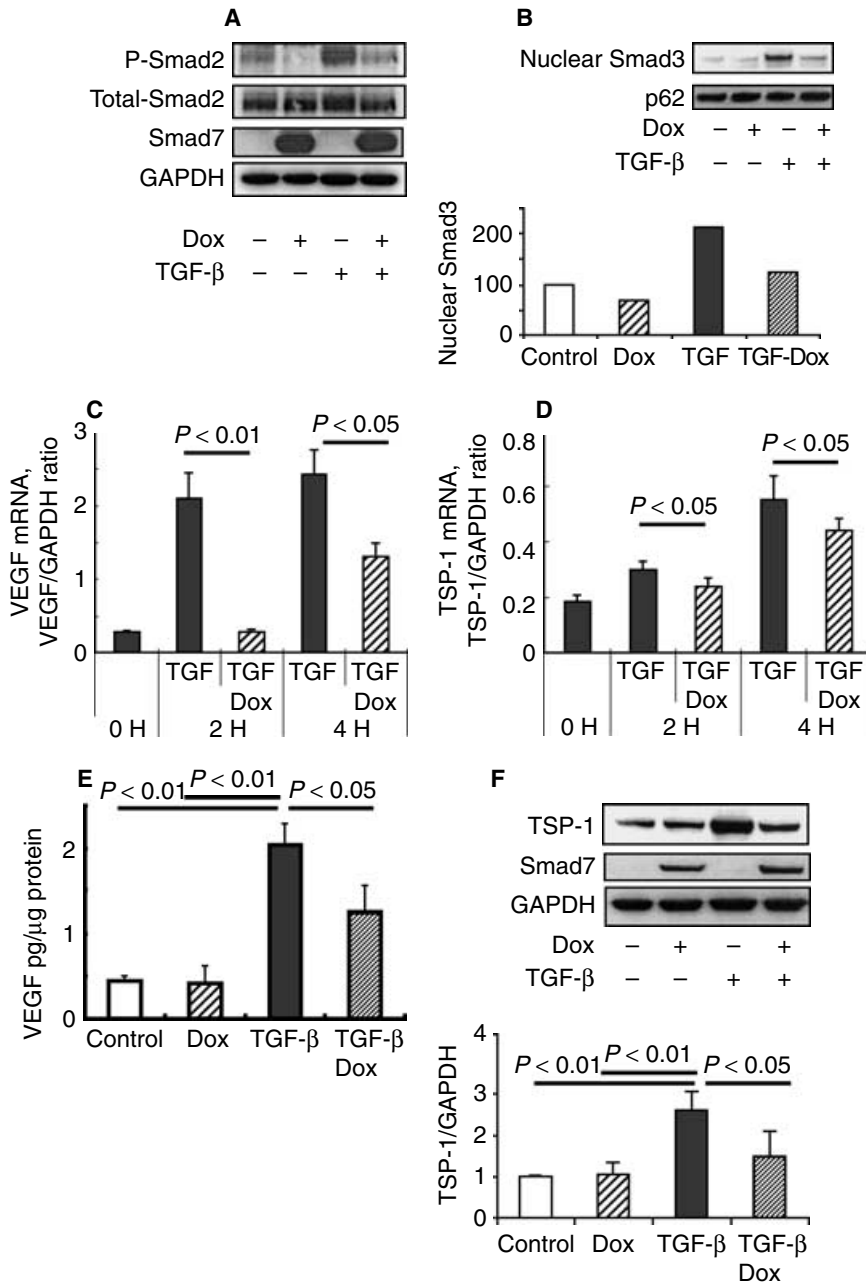 A
P-Smad2
Total-Smad2
Smad7
GAPDH
Dox – + – +
TGF-β – – + +
B
Nuclear Smad3
p62
Dox – + – +
TGF-β – – + +
Nuclear Smad3
200
100
0
Control Dox TGF TGF-Dox
C
VEGF mRNA,
VEGF/GAPDH ratio
3
2
1
0
P < 0.01
P < 0.05
TGF TGF TGF TGF
Dox Dox
0 H 2 H 4 H
D
TSP-1 mRNA,
TSP-1/GAPDH ratio
0.8
0.6
0.4
0.2
0
P < 0.05
P < 0.05
TGF TGF TGF TGF
Dox Dox
0 H 2 H 4 H
E
VEGF pg/μg protein
2
1
0
P < 0.01
P < 0.01
P < 0.05
Control Dox TGF-β TGF-β
Dox
F
TSP-1
Smad7
GAPDH
Dox – + – +
TGF-β – – + +
TSP-1/GAPDH
4
3
2
1
0
P < 0.01
P < 0.01
P < 0.05
Control Dox TGF-β TGF-β
Dox